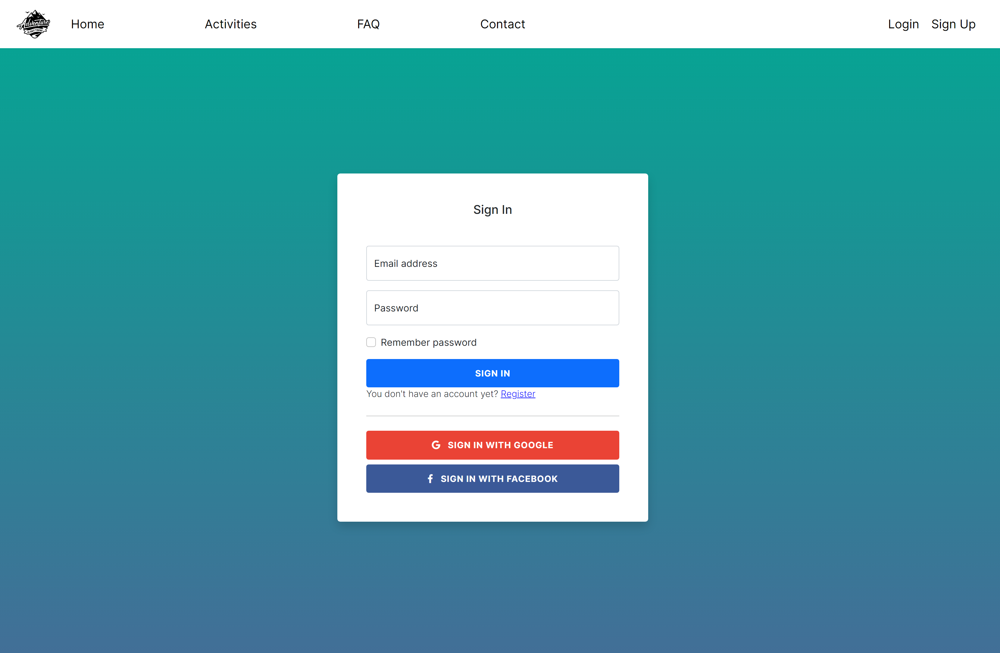 Adventure
IS OUT THERE
Home Activities FAQ Contact Login Sign Up
Sign In
Email address
Password
Remember password
SIGN IN
You don't have an account yet? Register
G SIGN IN WITH GOOGLE
f SIGN IN WITH FACEBOOK